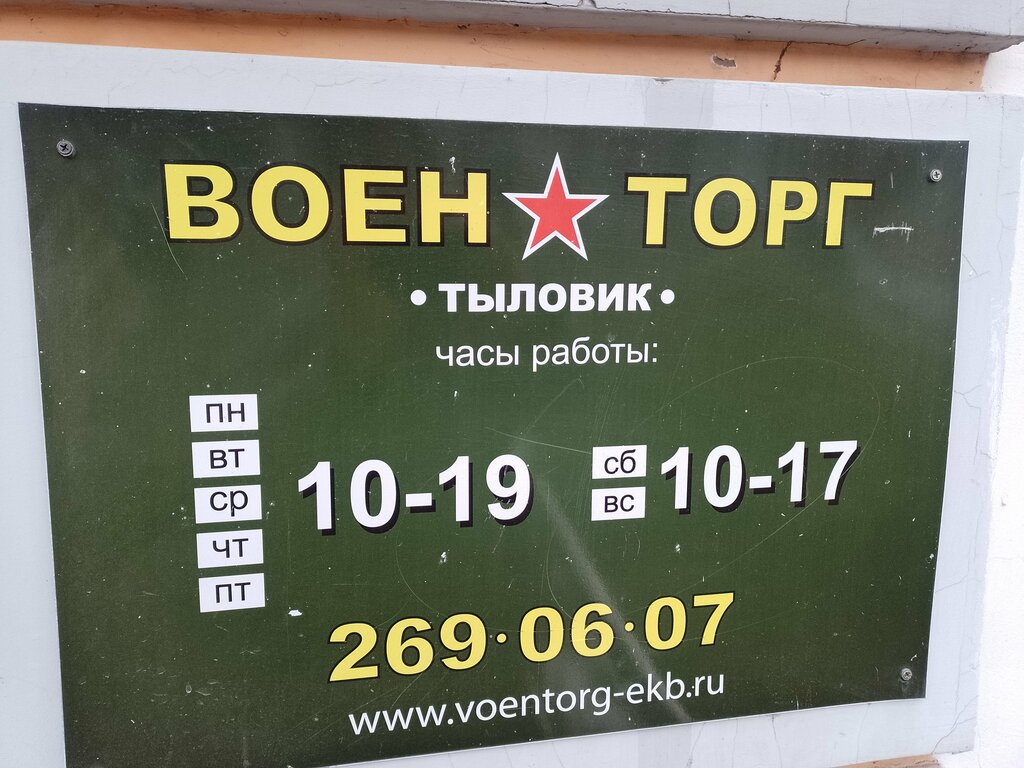 ВОЕН★ТОРГ
• ТЫЛОВИК •
часы работы:
пн
вт
ср
чт
пт
10-19
сб
вс
10-17
269·06·07
www.voentorg-ekb.ru